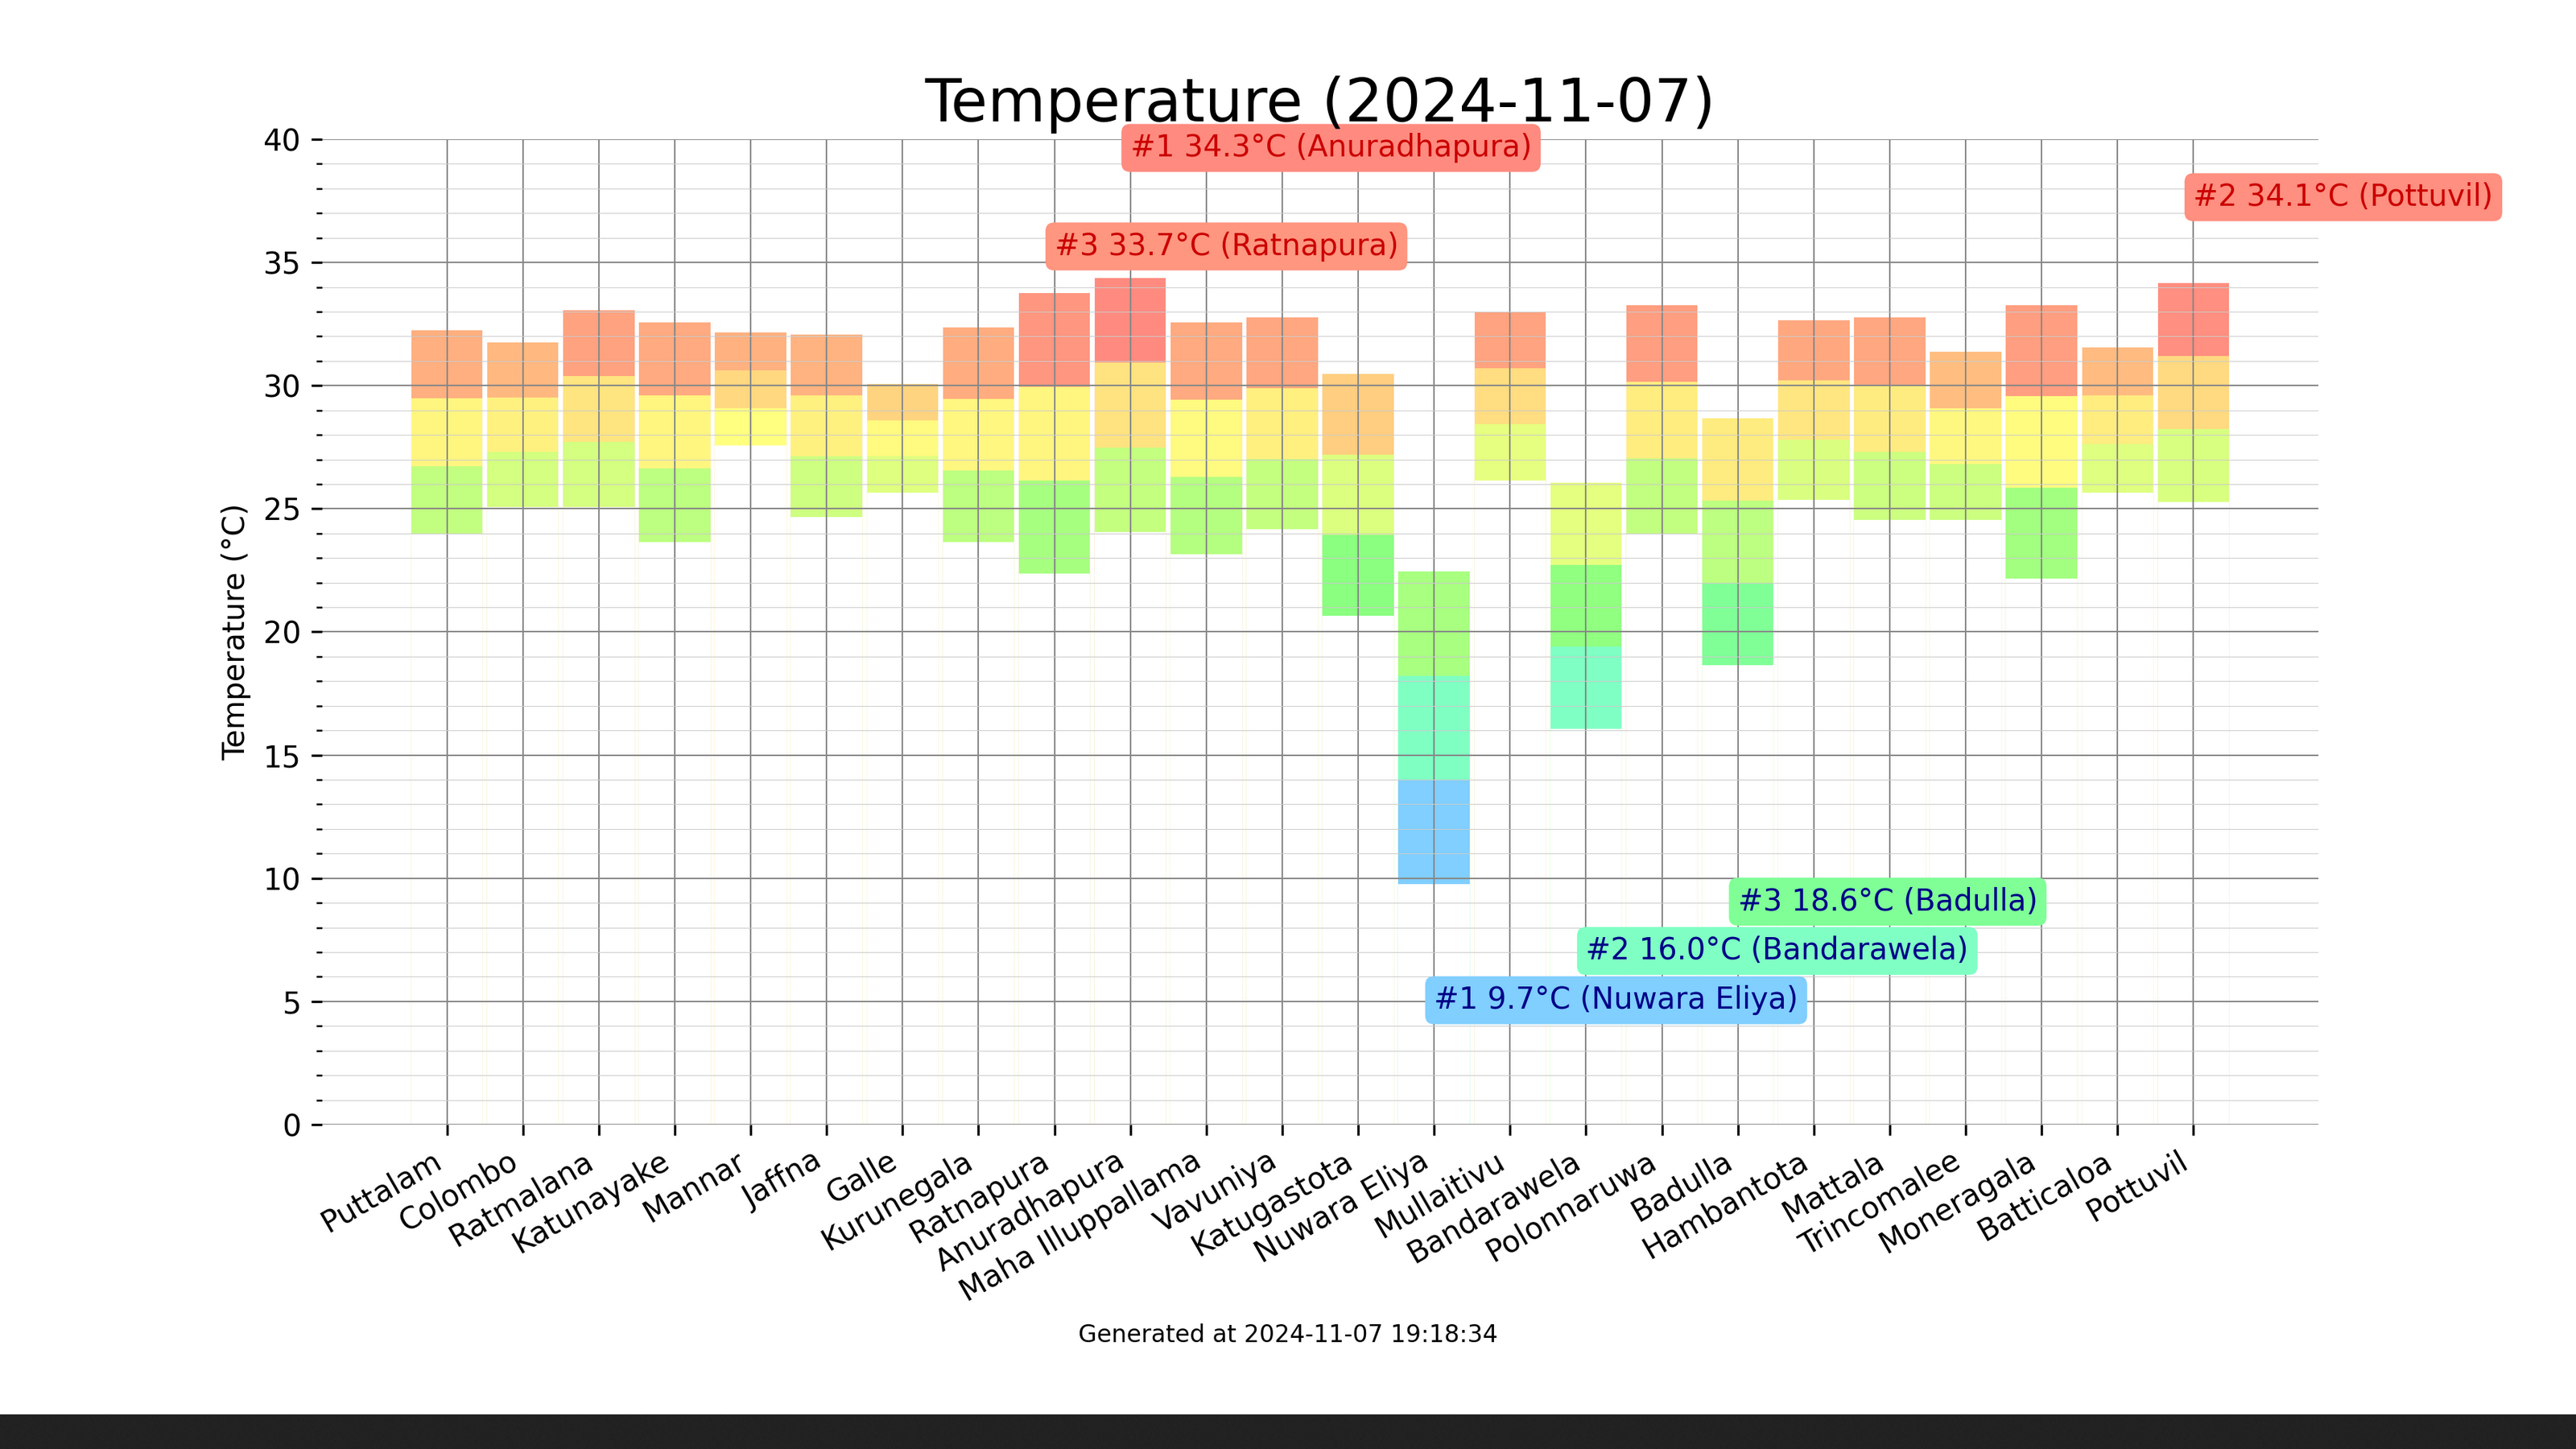 Temperature (2024-11-07)
#1 34.3°C (Anuradhapura)
#2 34.1°C (Pottuvil)
#3 33.7°C (Ratnapura)
#3 18.6°C (Badulla)
#2 16.0°C (Bandarawela)
#1 9.7°C (Nuwara Eliya)
Temperature (°C)
40
35
30
25
20
15
10
5
0
Puttalam
Colombo
Ratmalana
Katunayake
Mannar
Jaffna
Galle
Kurunegala
Ratnapura
Anuradhapura
Maha Illuppallama
Vavuniya
Katugastota
Nuwara Eliya
Mullaitivu
Bandarawela
Polonnaruwa
Badulla
Hambantota
Mattala
Trincomalee
Moneragala
Batticaloa
Pottuvil
Generated at 2024-11-07 19:18:34